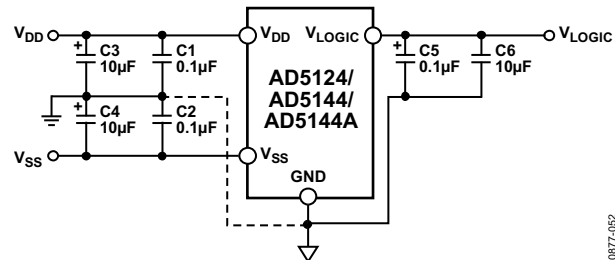 VDD
+
C3
10µF
C1
0.1µF
+
C4
10µF
C2
0.1µF
VSS
VDD
VLOGIC
AD5124/
AD5144/
AD5144A
VSS
GND
+
C5
0.1µF
C6
10µF
VLOGIC
0877-052